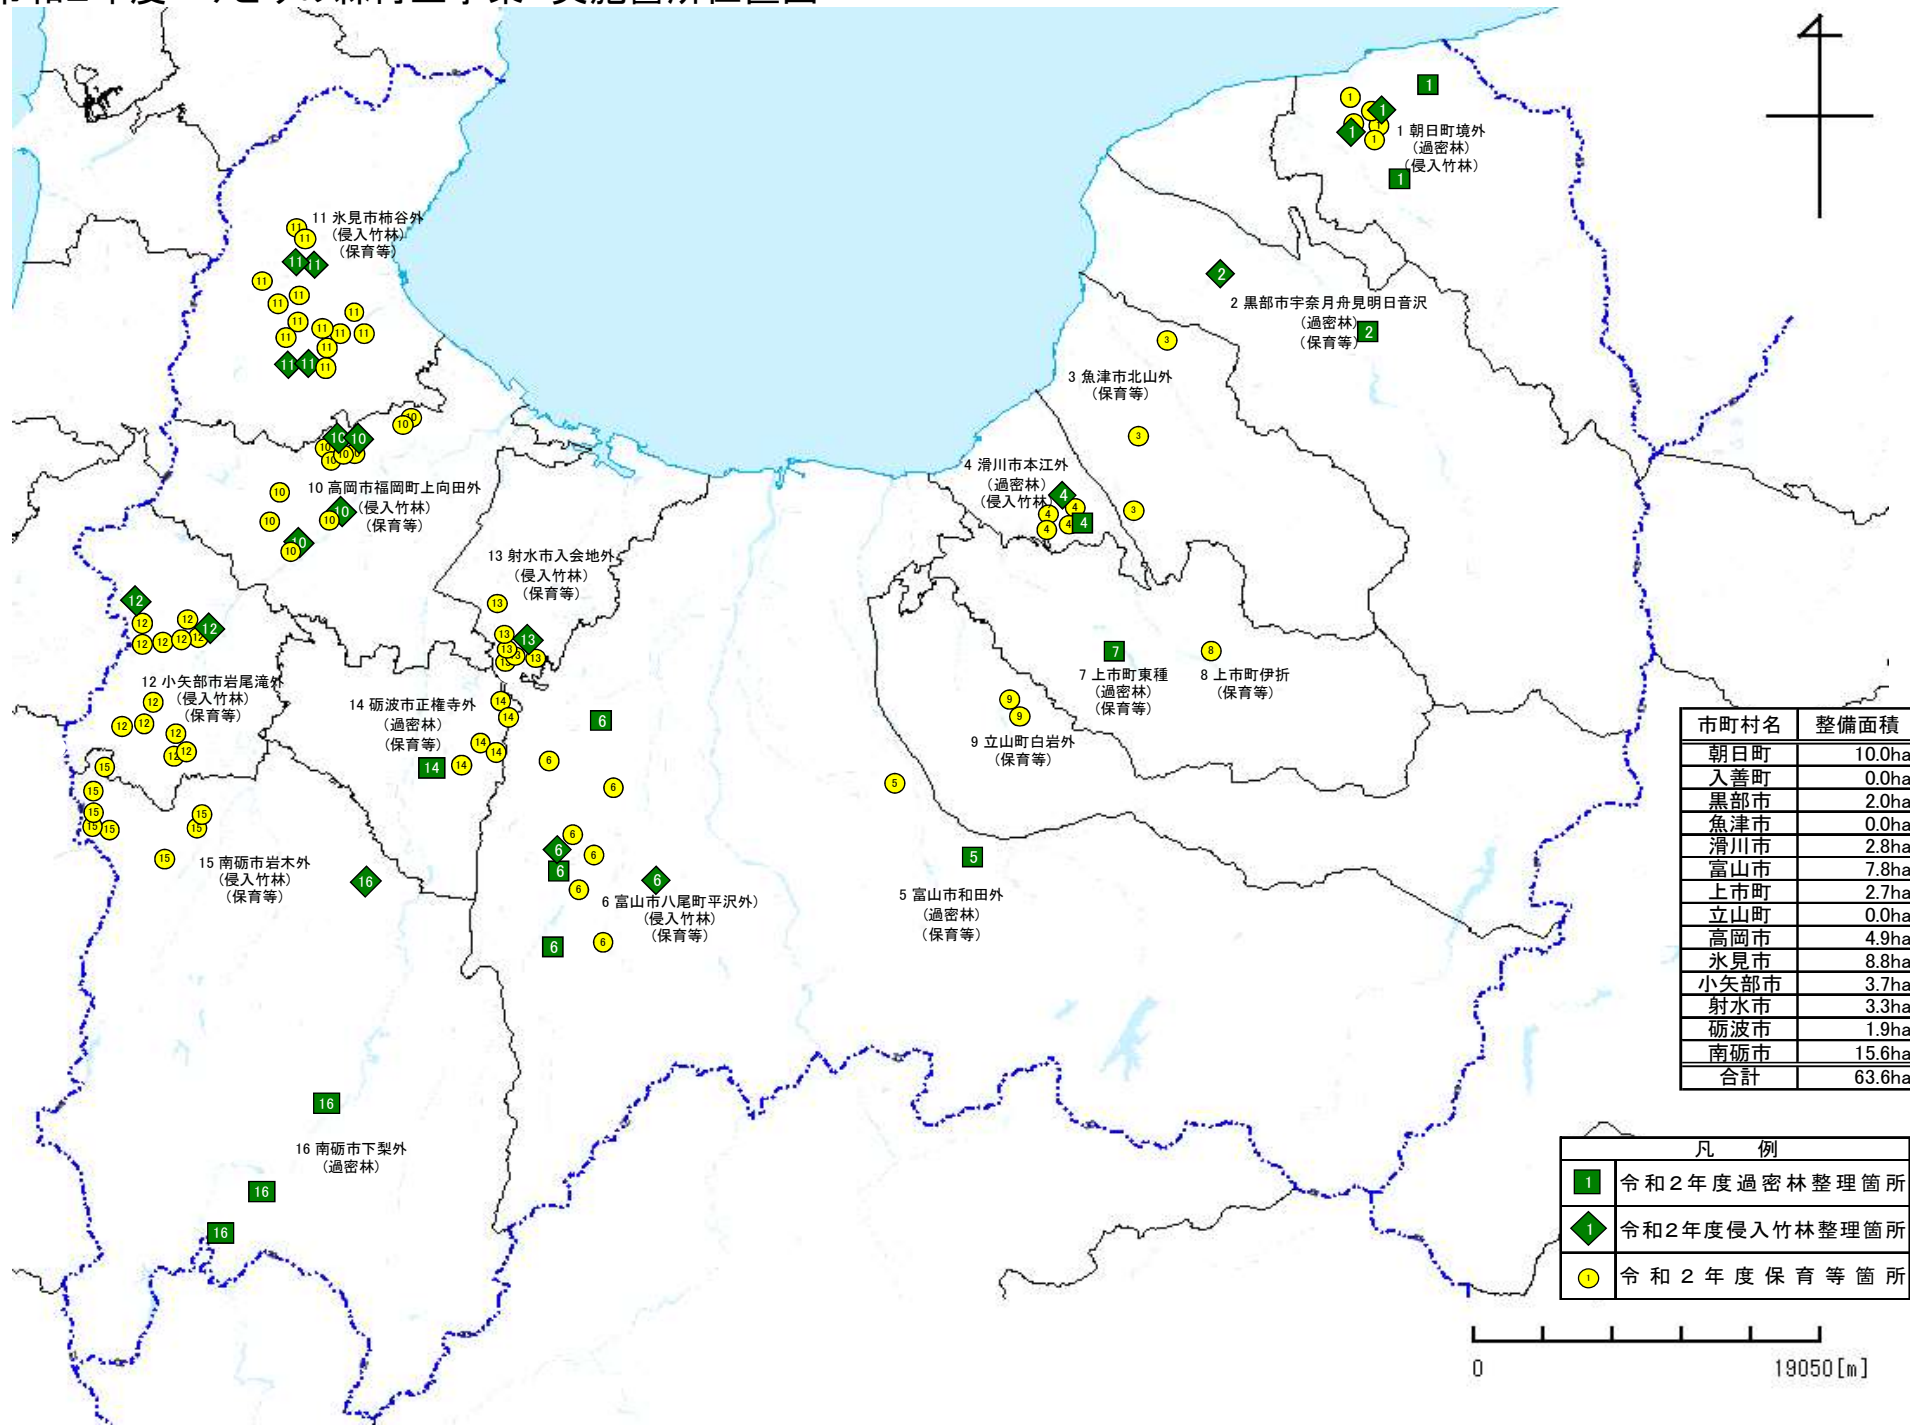 1 朝日町境外
(過密林)
(侵入竹林)
2 黒部市宇奈月舟見明日音沢
(過密林)
(保育等)
3 魚津市北山外
(保育等)
4 滑川市本江外
(過密林)
(侵入竹林)
11 氷見市柿谷外
(侵入竹林)
(保育等)
10 高岡市福岡町上向田外
(侵入竹林)
(保育等)
13 射水市入会地外
(侵入竹林)
(保育等)
12 小矢部市岩尾滝外
(侵入竹林)
(保育等)
14 砺波市正権寺外
(過密林)
(保育等)
7 上市町東種
(過密林)
(保育等)
8 上市町伊折
(保育等)
9 立山町白岩外
(保育等)
15 南砺市岩木外
(侵入竹林)
(保育等)
6 富山市八尾町平沢外)
(侵入竹林)
(保育等)
5 富山市和田外
(過密林)
(保育等)
16 南砺市下梨外
(過密林)
市町村名 整備面積
朝日町 10.0ha
入善町 0.0ha
黒部市 2.0ha
魚津市 0.0ha
滑川市 2.8ha
富山市 7.8ha
上市町 2.7ha
立山町 0.0ha
高岡市 4.9ha
氷見市 8.8ha
小矢部市 3.7ha
射水市 3.3ha
砺波市 1.9ha
南砺市 15.6ha
合計 63.6ha
凡 例
1 令和2年度過密林整理箇所
1 令和2年度侵入竹林整理箇所
1 令和2年度保育等箇所
0 19050[m]